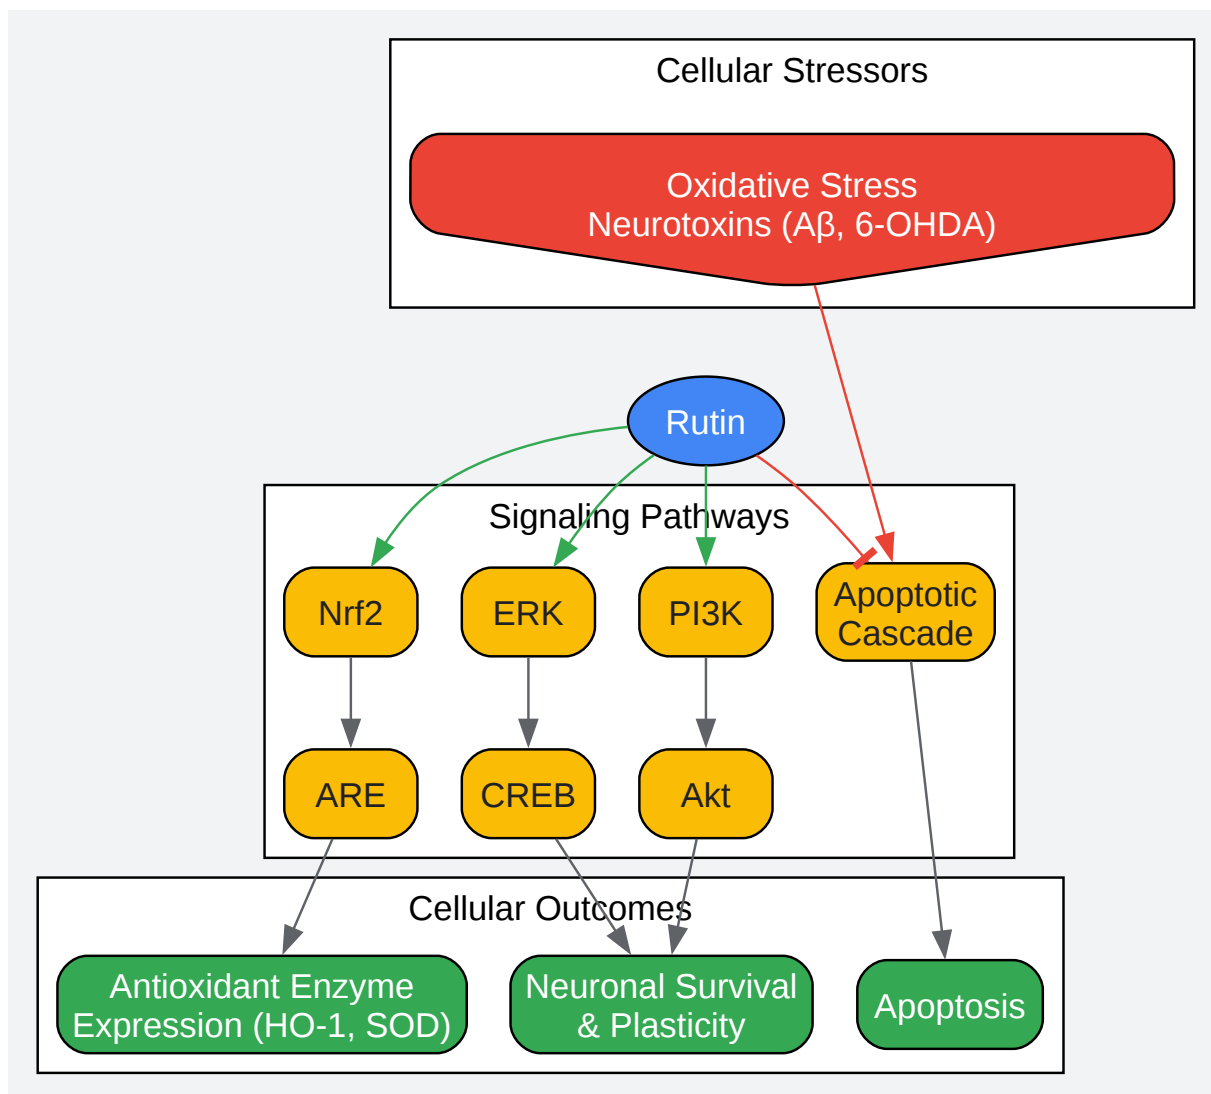 Cellular Stressors
Oxidative Stress
Neurotoxins (Aβ, 6-OHDA)
Rutin
Signaling Pathways
Nrf2
ERK
PI3K
Apoptotic
Cascade
ARE
CREB
Akt
Cellular Outcomes
Antioxidant Enzyme
Expression (HO-1, SOD)
Neuronal Survival
& Plasticity
Apoptosis